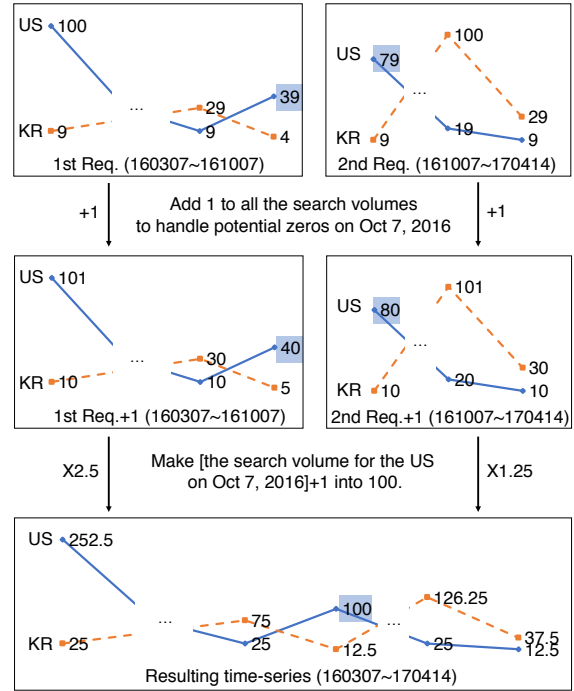 US 100 ... 29 39
KR 9 9 4
1st Req. (160307~161007)
US 79 ... 100
KR 9 19 29 9
2nd Req. (161007~170414)
+1 Add 1 to all the search volumes +1
to handle potential zeros on Oct 7, 2016
US 101 ... 30 40
KR 10 10 5
1st Req.+1 (160307~161007)
US 80 ... 101
KR 10 20 30 10
2nd Req.+1 (161007~170414)
X2.5 Make [the search volume for the US X1.25
on Oct 7, 2016]+1 into 100.
US 252.5 ... 75 100 ... 126.25
KR 25 25 12.5 25 37.5 12.5
Resulting time-series (160307~170414)